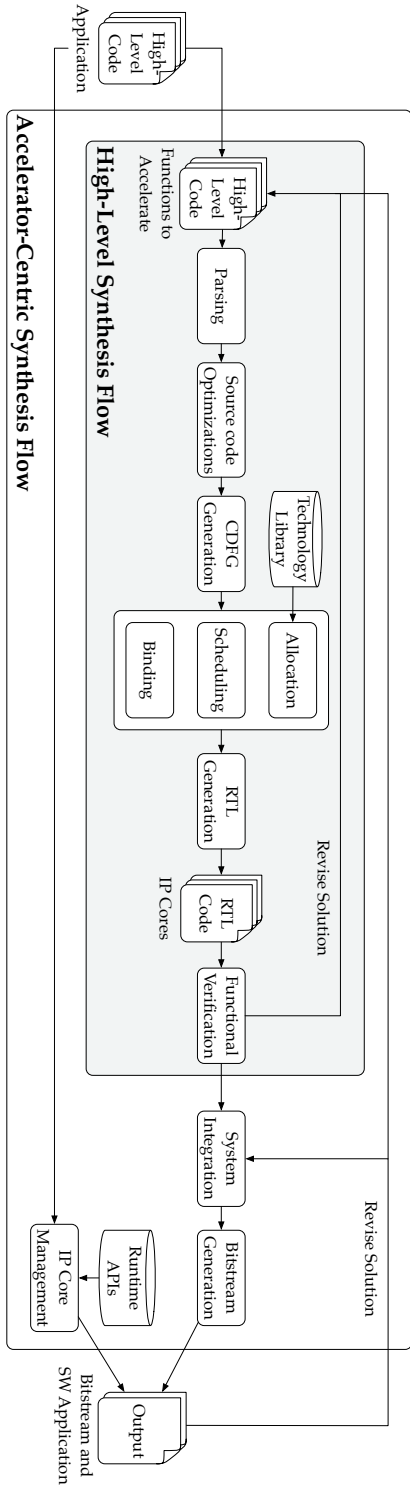 High-
Level
Code
Application
Accelerator-Centric Synthesis Flow
High-Level Synthesis Flow
High-
Level
Code
Functions to
Accelerate
Parsing
Source code
Optimizations
CDFG
Generation
Technology
Library
Allocation
Scheduling
Binding
RTL
Generation
RTL
Code
IP Cores
Functional
Verification
Revise Solution
System
Integration
Bitstream
Generation
Revise Solution
Runtime
APIs
IP Core
Management
Output
Bitstream and
SW Application